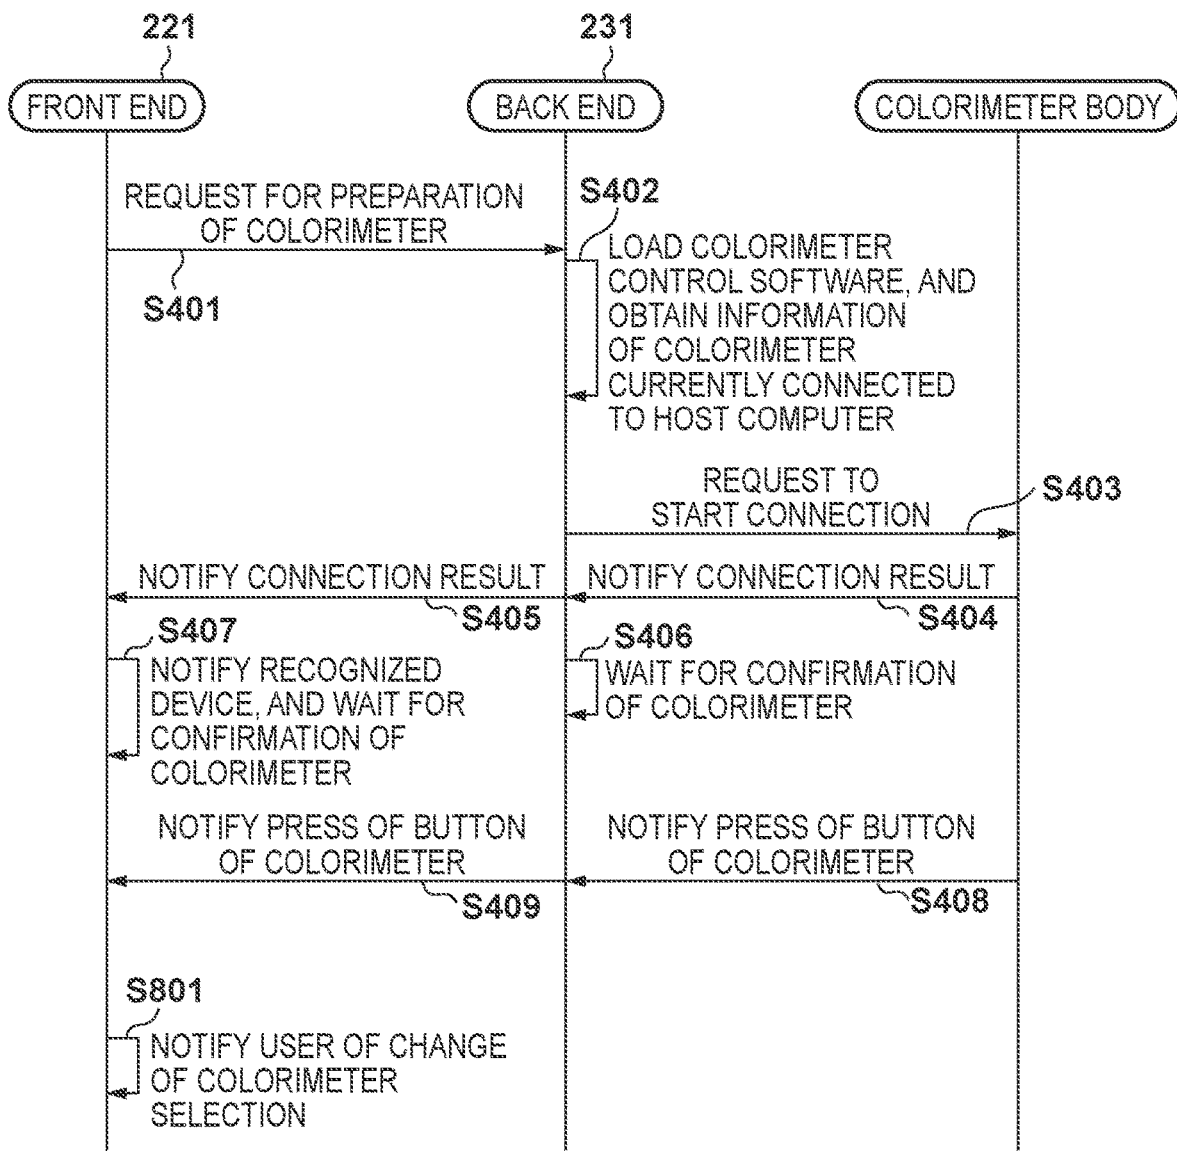 221
231
FRONT END
BACK END
COLORIMETER BODY
REQUEST FOR PREPARATION
OF COLORIMETER
S401
S402
LOAD COLORIMETER
CONTROL SOFTWARE, AND
OBTAIN INFORMATION
OF COLORIMETER
CURRENTLY CONNECTED
TO HOST COMPUTER
REQUEST TO
START CONNECTION
S403
NOTIFY CONNECTION RESULT
S405
NOTIFY CONNECTION RESULT
S404
S407
NOTIFY RECOGNIZED
DEVICE, AND WAIT FOR
CONFIRMATION OF
COLORIMETER
S406
WAIT FOR CONFIRMATION
OF COLORIMETER
NOTIFY PRESS OF BUTTON
OF COLORIMETER
S409
NOTIFY PRESS OF BUTTON
OF COLORIMETER
S408
S801
NOTIFY USER OF CHANGE
OF COLORIMETER
SELECTION